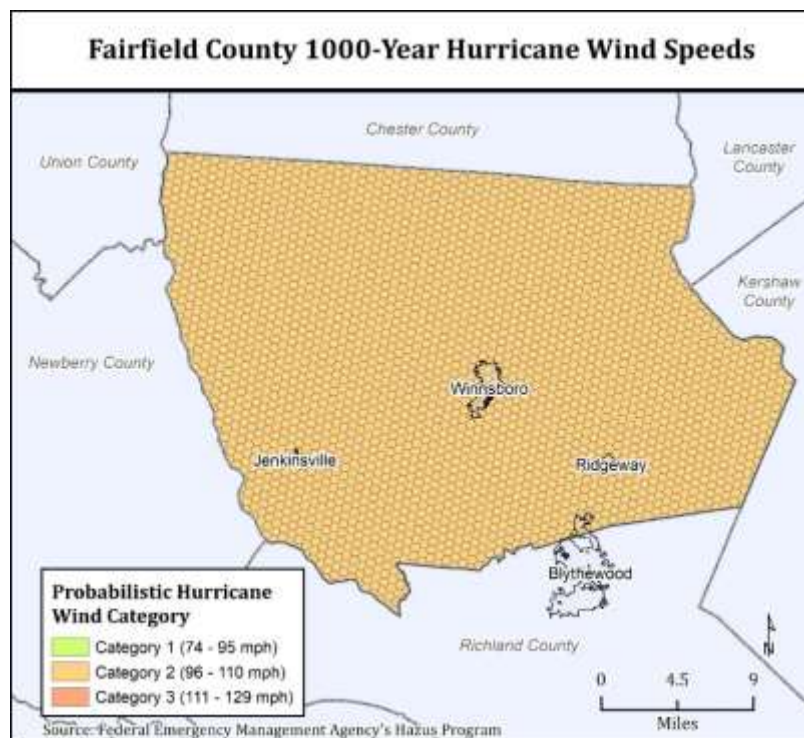 Fairfield County 1000-Year Hurricane Wind Speeds
Chester County
Union County
Lancaster
County
Kershaw
County
Newberry County
Winnsboro
Jenkinsville
Ridgeway
Blythewood
Richland County
Probabilistic Hurricane
Wind Category
Category 1 (74 - 95 mph)
Category 2 (96 - 110 mph)
Category 3 (111 - 129 mph)
N
0 4.5 9
Miles
Source: Federal Emergency Management Agency's Hazus Program